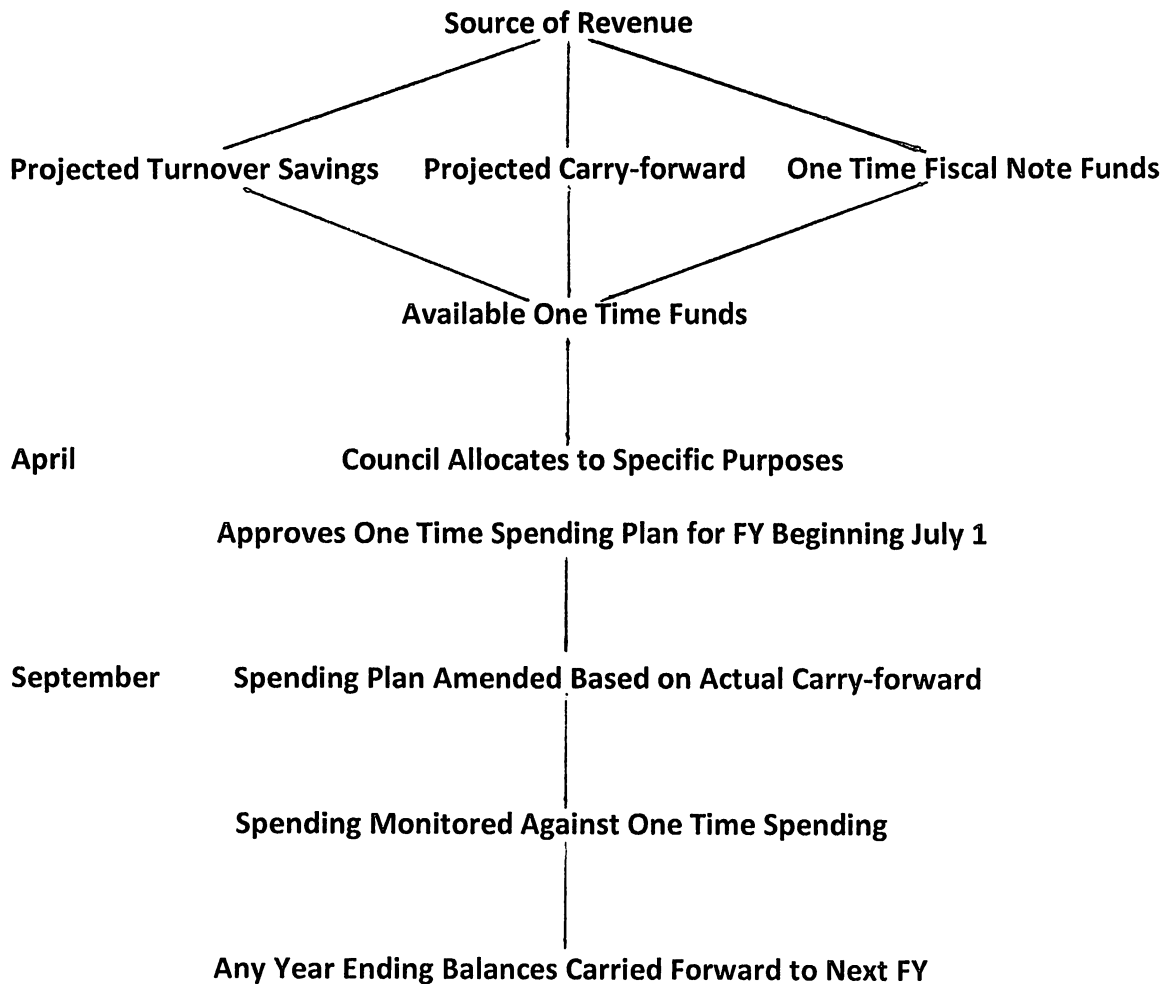 Source of Revenue
Projected Turnover Savings Projected Carry-forward One Time Fiscal Note Funds
Available One Time Funds
April Council Allocates to Specific Purposes
Approves One Time Spending Plan for FY Beginning July 1
September Spending Plan Amended Based on Actual Carry-forward
Spending Monitored Against One Time Spending
Any Year Ending Balances Carried Forward to Next FY